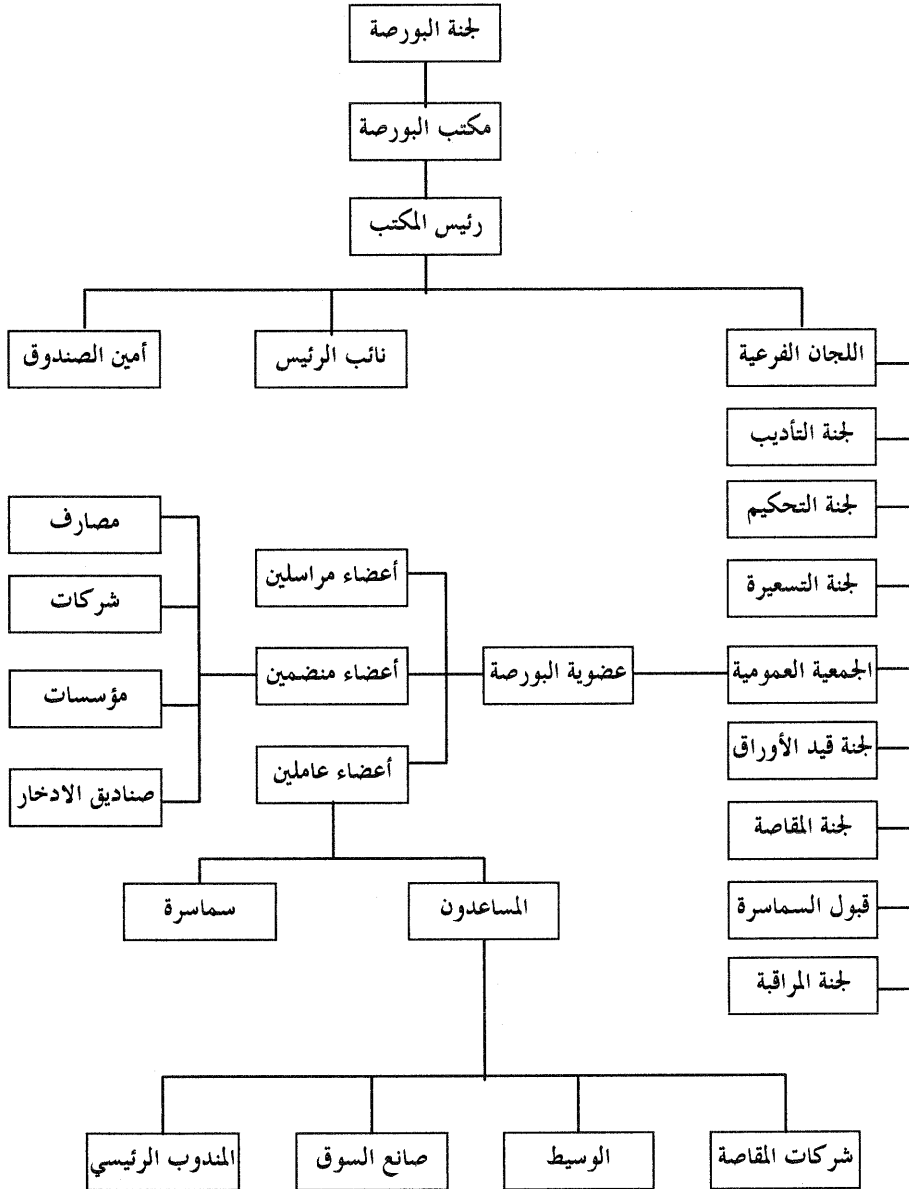 لجنة البورصة
مكتب البورصة
رئيس المكتب
اللجان الفرعية
نائب الرئيس
أمين الصندوق
لجنة التأديب
لجنة التحكيم
لجنة التسعيرة
الجمعية العمومية
لجنة قيد الأوراق
لجنة المقاصة
قبول السماسرة
لجنة المراقبة
عضوية البورصة
أعضاء مراسلين
أعضاء منضمين
أعضاء عاملين
مصارف
شركات
مؤسسات
صناديق الادخار
المساعدون
سماسرة
شركات المقاصة
الوسيط
صانع السوق
المندوب الرئيسي